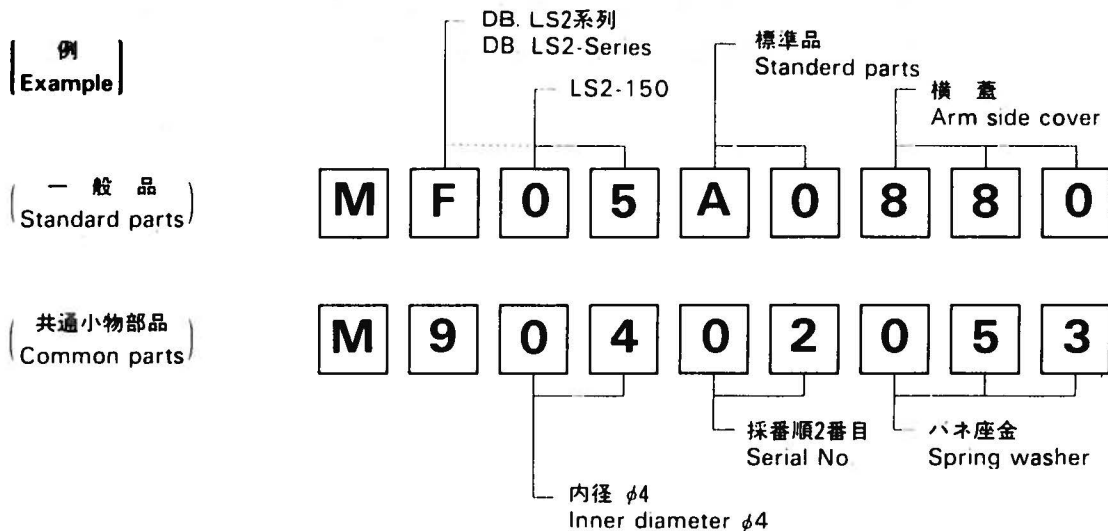 DB. LS2系列
DB. LS2-Series
例
Example
標準品
Standerd parts
LS2-150
横 蓋
Arm side cover
一 般 品
Standard parts
M F 0 5 A 0 8 8 0
共通小物部品
Common parts
M 9 0 4 0 2 0 5 3
採番順2番目
Serial No.
バネ座金
Spring washer
内径 φ4
Inner diameter φ4